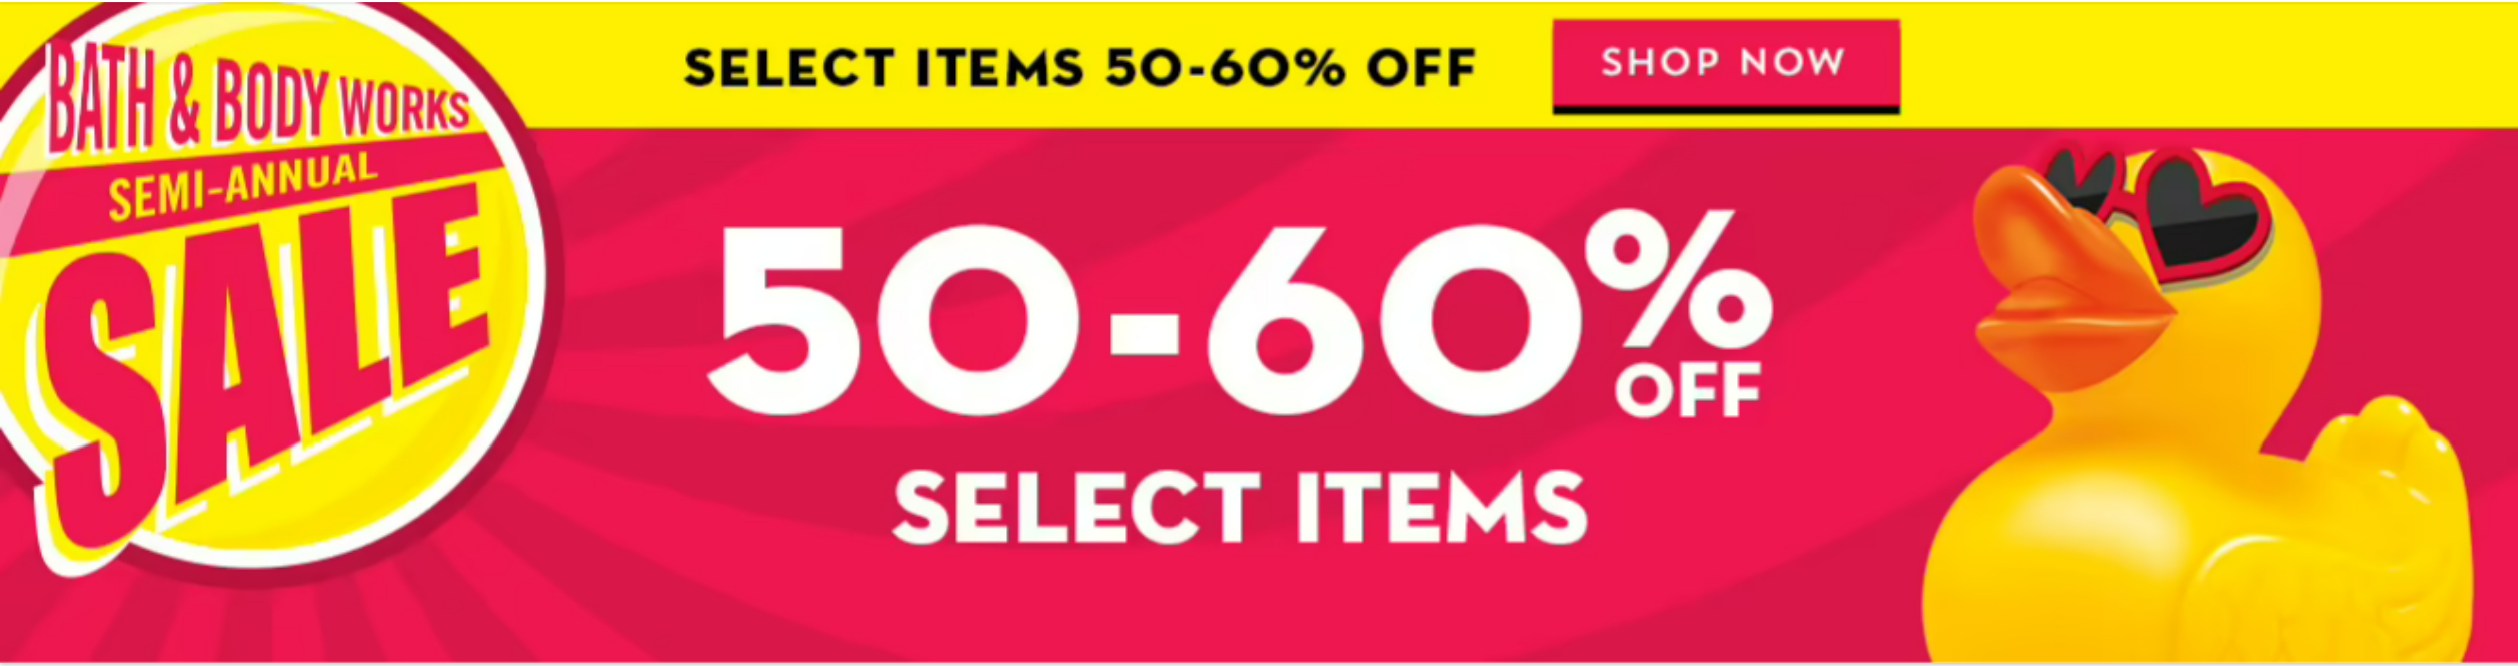 BATH & BODY WORKS
SEMI-ANNUAL
SALE
SELECT ITEMS 50-60% OFF
SHOP NOW
50-60%
OFF
SELECT ITEMS